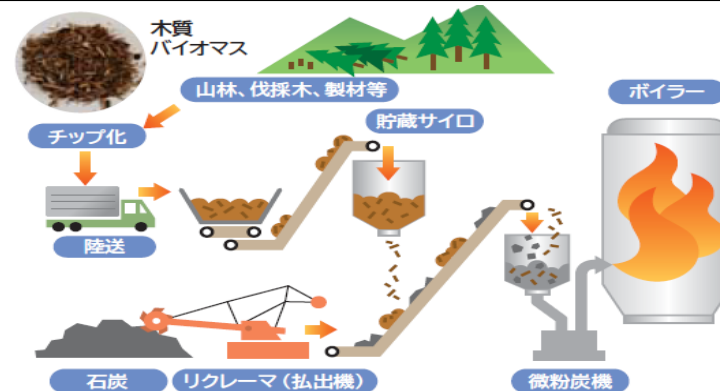 木質
バイオマス
山林、伐採木、製材等
ボイラー
チップ化
貯蔵サイロ
陸送
石炭
リクレーマ（払出機）
微粉炭機